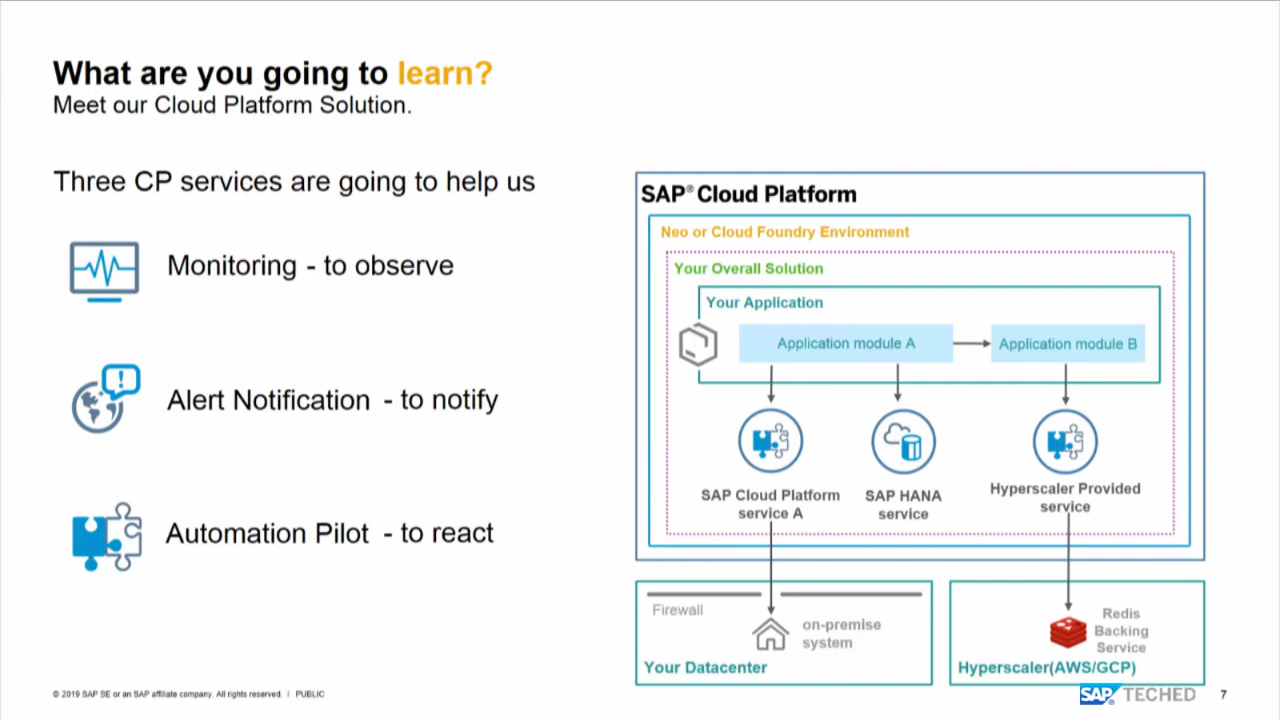 What are you going to learn?
Meet our Cloud Platform Solution.
Three CP services are going to help us
Monitoring - to observe
Alert Notification - to notify
Automation Pilot - to react
SAP® Cloud Platform
Neo or Cloud Foundry Environment
Your Overall Solution
Your Application
Application module A
Application module B
SAP Cloud Platform
service A
SAP HANA
service
Hyperscaler Provided
service
Firewall
on-premise
system
Your Datacenter
Redis
Backing
Service
Hyperscaler(AWS/GCP)
© 2019 SAP SE or an SAP affiliate company. All rights reserved. | PUBLIC
SAP® TECHED
7